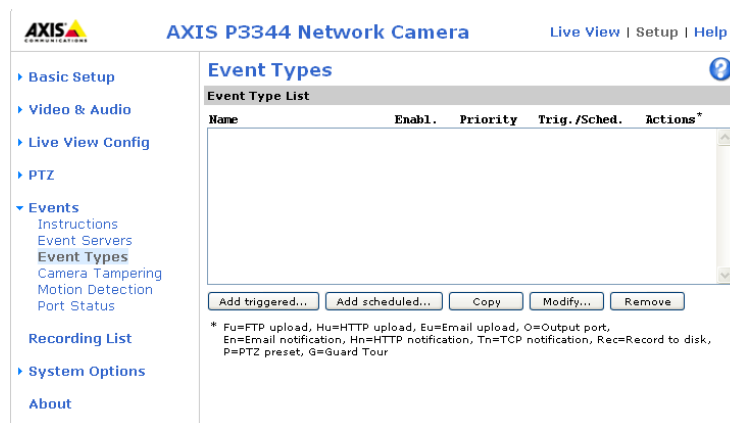 AXIS
COMMUNICATIONS
AXIS P3344 Network Camera
Live View | Setup | Help
Basic Setup
Video & Audio
Live View Config
PTZ
Events
Instructions
Event Servers
Event Types
Camera Tampering
Motion Detection
Port Status
Recording List
System Options
About
Event Types
?
Event Type List
Name Enabl. Priority Trig./Sched. Actions*
Add triggered... Add scheduled... Copy Modify... Remove
* Fu=FTP upload, Hu=HTTP upload, Eu=Email upload, O=Output port,
En=Email notification, Hn=HTTP notification, Tn=TCP notification, Rec=Record to disk,
P=PTZ preset, G=Guard Tour